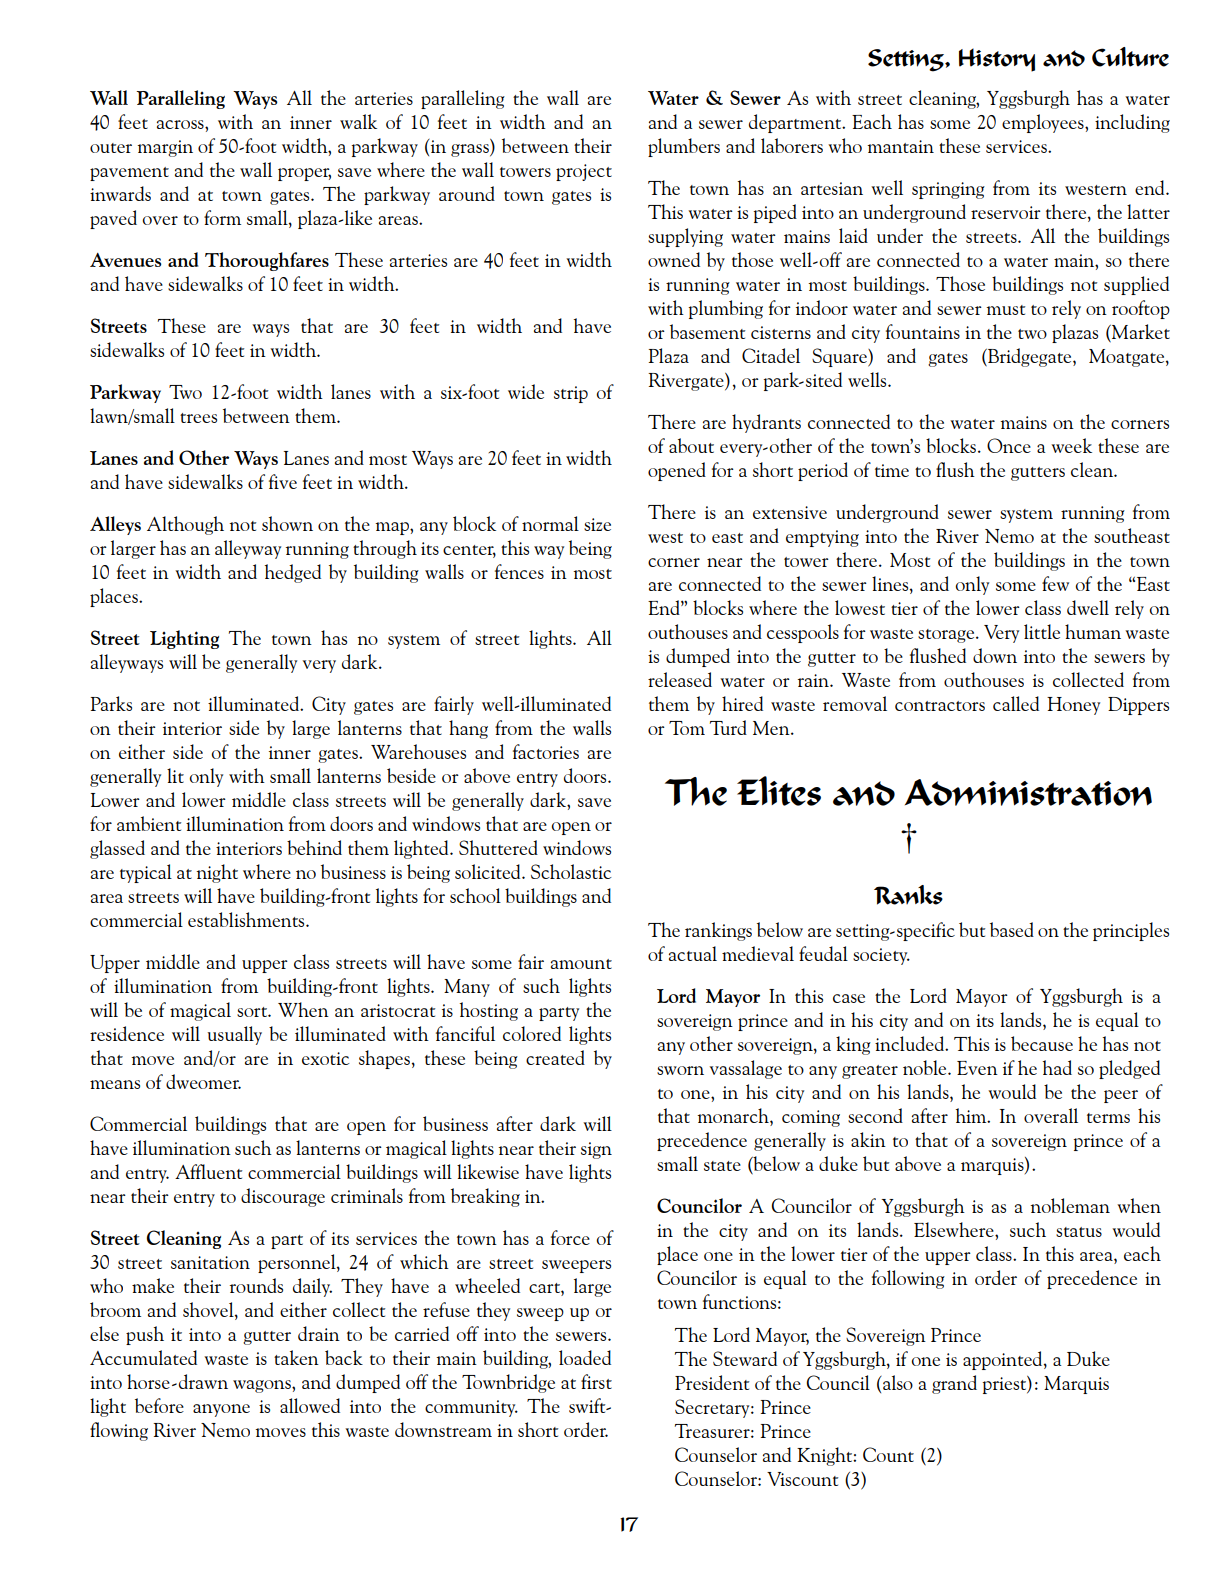 Setting, History and Culture
Wall Paralleling Ways All the arteries paralleling the wall are
40 feet across, with an inner walk of 10 feet in width and an
outer margin of 50-foot width, a parkway (in grass) between their
pavement and the wall proper, save where the wall towers project
inwards and at town gates. The parkway around town gates is
paved over to form small, plaza-like areas.
Avenues and Thoroughfares These arteries are 40 feet in width
and have sidewalks of 10 feet in width.
Streets These are ways that are 30 feet in width and have
sidewalks of 10 feet in width.
Parkway Two 12-foot width lanes with a six-foot wide strip of
lawn/small trees between them.
Lanes and Other Ways Lanes and most Ways are 20 feet in width
and have sidewalks of five feet in width.
Alleys Although not shown on the map, any block of normal size
or larger has an alleyway running through its center, this way being
10 feet in width and hedged by building walls or fences in most
places.
Street Lighting The town has no system of street lights. All
alleyways will be generally very dark.
Parks are not illuminated. City gates are fairly well-illuminated
on their interior side by large lanterns that hang from the walls
on either side of the inner gates. Warehouses and factories are
generally lit only with small lanterns beside or above entry doors.
Lower and lower middle class streets will be generally dark, save
for ambient illumination from doors and windows that are open or
glassed and the interiors behind them lighted. Shuttered windows
are typical at night where no business is being solicited. Scholastic
area streets will have building-front lights for school buildings and
commercial establishments.
Upper middle and upper class streets will have some fair amount
of illumination from building-front lights. Many of such lights
will be of magical sort. When an aristocrat is hosting a party the
residence will usually be illuminated with fanciful colored lights
that move and/or are in exotic shapes, these being created by
means of dweomer.
Commercial buildings that are open for business after dark will
have illumination such as lanterns or magical lights near their sign
and entry. Affluent commercial buildings will likewise have lights
near their entry to discourage criminals from breaking in.
Street Cleaning As a part of its services the town has a force of
30 street sanitation personnel, 24 of which are street sweepers
who make their rounds daily. They have a wheeled cart, large
broom and shovel, and either collect the refuse they sweep up or
else push it into a gutter drain to be carried off into the sewers.
Accumulated waste is taken back to their main building, loaded
into horse-drawn wagons, and dumped off the Townbridge at first
light before anyone is allowed into the community. The swift-
flowing River Nemo moves this waste downstream in short order.
Water & Sewer As with street cleaning, Yggsburgh has a water
and a sewer department. Each has some 20 employees, including
plumbers and laborers who mantain these services.
The town has an artesian well springing from its western end.
This water is piped into an underground reservoir there, the latter
supplying water mains laid under the streets. All the buildings
owned by those well-off are connected to a water main, so there
is running water in most buildings. Those buildings not supplied
with plumbing for indoor water and sewer must to rely on rooftop
or basement cisterns and city fountains in the two plazas (Market
Plaza and Citadel Square) and gates (Bridgegate, Moatgate,
Rivergate), or park-sited wells.
There are hydrants connected to the water mains on the corners
of about every-other of the town's blocks. Once a week these are
opened for a short period of time to flush the gutters clean.
There is an extensive underground sewer system running from
west to east and emptying into the River Nemo at the southeast
corner near the tower there. Most of the buildings in the town
are connected to the sewer lines, and only some few of the “East
End” blocks where the lowest tier of the lower class dwell rely on
outhouses and cesspools for waste storage. Very little human waste
is dumped into the gutter to be flushed down into the sewers by
released water or rain. Waste from outhouses is collected from
them by hired waste removal contractors called Honey Dippers
or Tom Turd Men.
The Elites and Administration
†
Ranks
The rankings below are setting-specific but based on the principles
of actual medieval feudal society.
Lord Mayor In this case the Lord Mayor of Yggsburgh is a
sovereign prince and in his city and on its lands, he is equal to
any other sovereign, a king included. This is because he has not
sworn vassalage to any greater noble. Even if he had so pledged
to one, in his city and on his lands, he would be the peer of
that monarch, coming second after him. In overall terms his
precedence generally is akin to that of a sovereign prince of a
small state (below a duke but above a marquis).
Councilor A Councilor of Yggsburgh is as a nobleman when
in the city and on its lands. Elsewhere, such status would
place one in the lower tier of the upper class. In this area, each
Councilor is equal to the following in order of precedence in
town functions:
The Lord Mayor, the Sovereign Prince
The Steward of Yggsburgh, if one is appointed, a Duke
President of the Council (also a grand priest): Marquis
Secretary: Prince
Treasurer: Prince
Counselor and Knight: Count (2)
Counselor: Viscount (3)
17